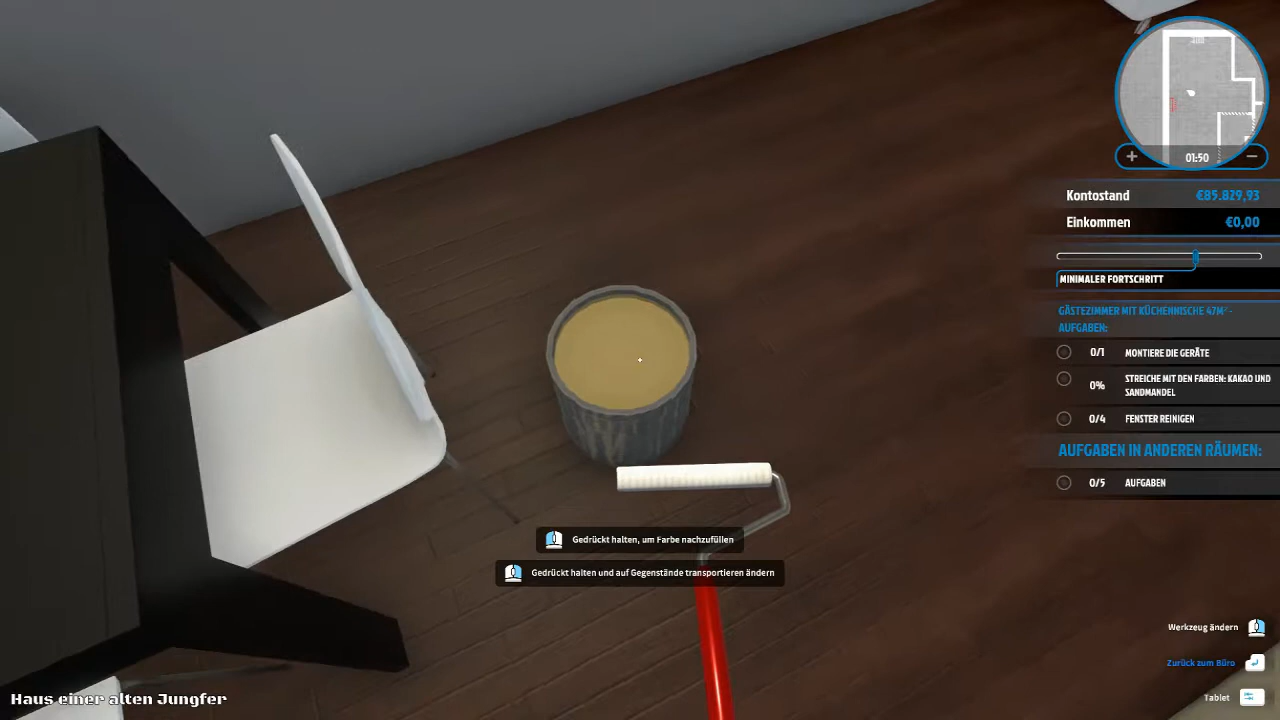 + 01:50 −
Kontostand €85.829,93
Einkommen €0,00
MINIMALER FORTSCHRITT
GÄSTEZIMMER MIT KÜCHENNISCHE 47M² -
AUFGABEN:
0/1 MONTIERE DIE GERÄTE
0% STREICHE MIT DEN FARBEN: KAKAO UND
SANDMANDEL
0/4 FENSTER REINIGEN
AUFGABEN IN ANDEREN RÄUMEN:
0/5 AUFGABEN
Gedrückt halten, um Farbe nachzufüllen
Gedrückt halten und auf Gegenstände transportieren ändern
Werkzeug ändern
Zurück zum Büro
Tablet
Haus einer alten Jungfer